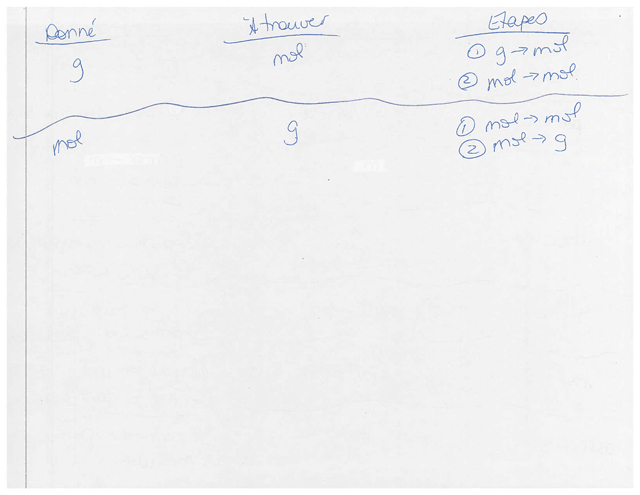 Donné À trouver Etapes
g mol ① g → mol
② mol → mol
mol g ① mol → mol
② mol → g